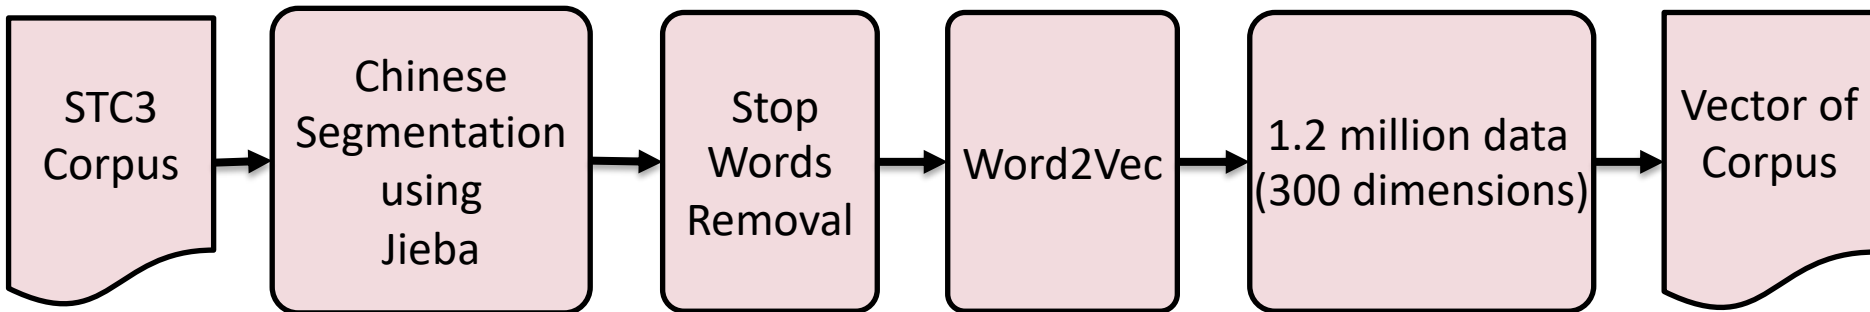 STC3
Corpus
Chinese
Segmentation
using
Jieba
Stop
Words
Removal
Word2Vec
1.2 million data
(300 dimensions)
Vector of
Corpus